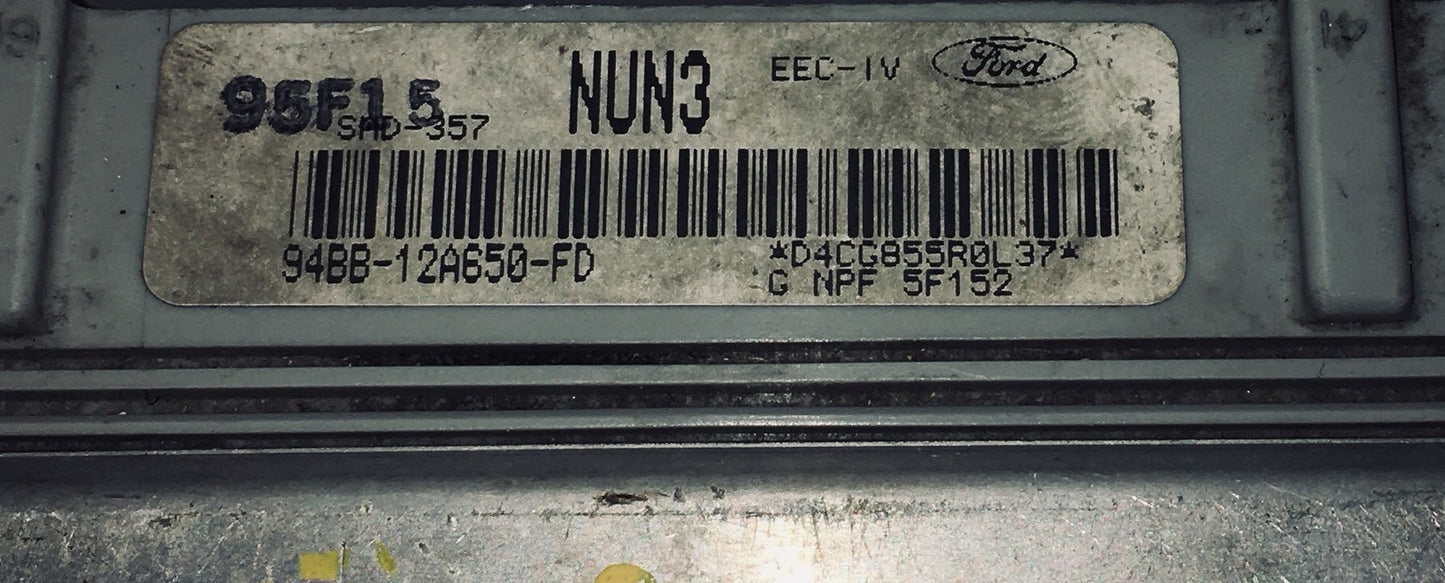 95F15
SAD-357
NUN3
EEC-IV
Ford
94BB-12A650-FD
*D4CG855R0L37*
G NPF 5F152